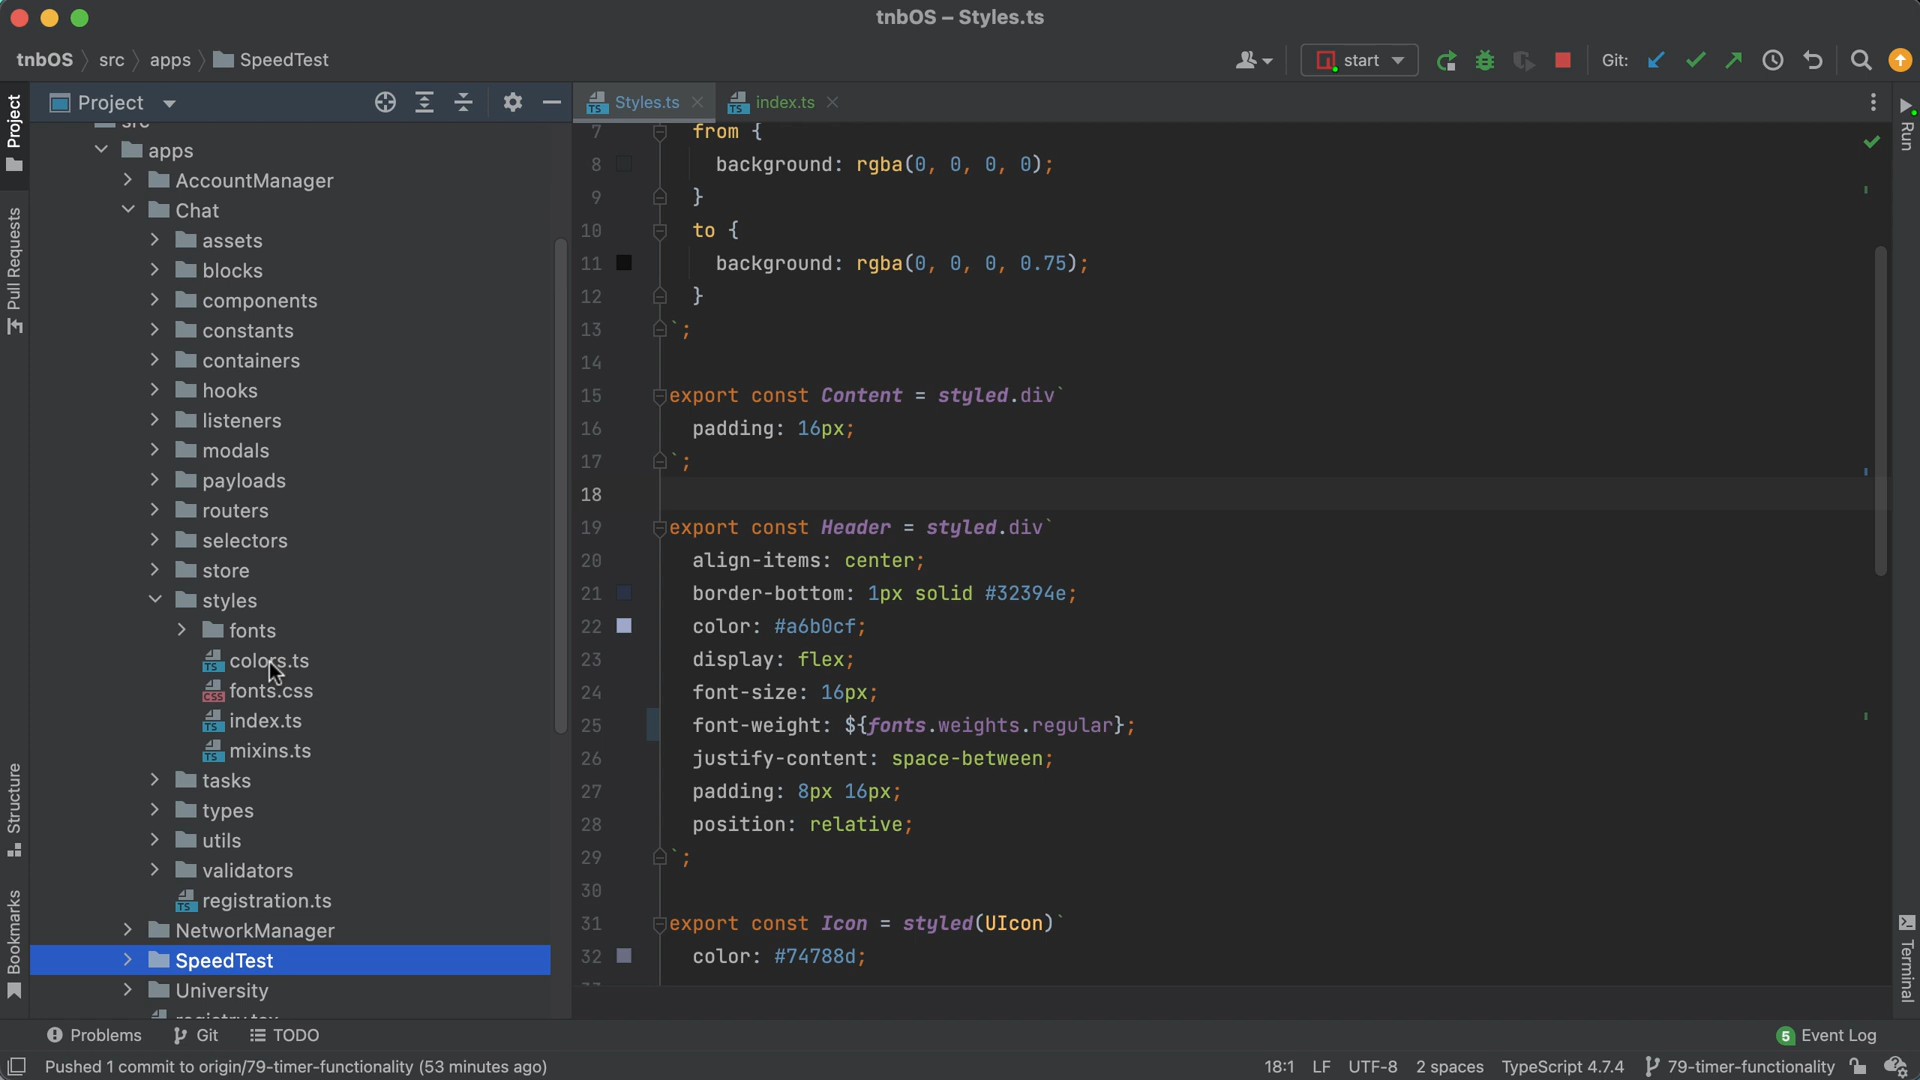 tnbOS – Styles.ts
tnbOS src apps SpeedTest
start
Git:
Project
Styles.ts
index.ts
Project
Pull Requests
Structure
Bookmarks
Run
Terminal
src
apps
AccountManager
Chat
assets
blocks
components
constants
containers
hooks
listeners
modals
payloads
routers
selectors
store
styles
fonts
colors.ts
fonts.css
index.ts
mixins.ts
tasks
types
utils
validators
registration.ts
NetworkManager
SpeedTest
University
7 from {
8 background: rgba(0, 0, 0, 0);
9 }
10 to {
11 background: rgba(0, 0, 0, 0.75);
12 }
13 `;
14
15 export const Content = styled.div`
16 padding: 16px;
17 `;
18
19 export const Header = styled.div`
20 align-items: center;
21 border-bottom: 1px solid #32394e;
22 color: #a6b0cf;
23 display: flex;
24 font-size: 16px;
25 font-weight: ${fonts.weights.regular};
26 justify-content: space-between;
27 padding: 8px 16px;
28 position: relative;
29 `;
30
31 export const Icon = styled(UIcon)`
32 color: #74788d;
Problems Git TODO
5 Event Log
Pushed 1 commit to origin/79-timer-functionality (53 minutes ago)
18:1 LF UTF-8 2 spaces TypeScript 4.7.4 79-timer-functionality